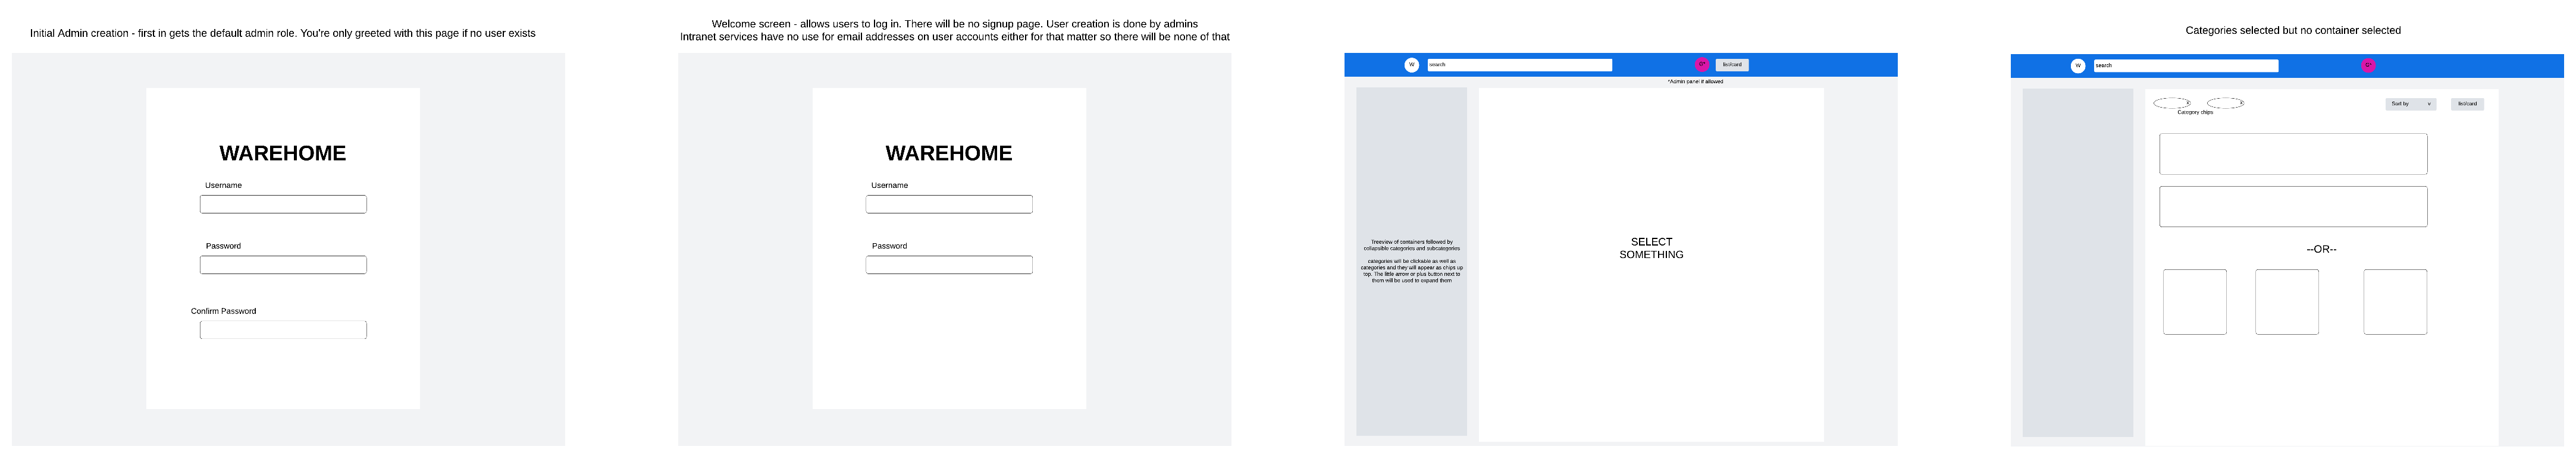 Initial Admin creation - first in gets the default admin role. You're only greeted with this page if no user exists
WAREHOME
Username
Password
Confirm Password
Welcome screen - allows users to log in. There will be no signup page. User creation is done by admins
Intranet services have no use for email addresses on user accounts either for that matter so there will be none of that
WAREHOME
Username
Password
W
search
list/card
*Admin panel if allowed
Treeview of containers followed by
collapsible categories and subcategories
categories will be clickable as well as
categories and they will appear as chips up
top. The little arrow or plus button next to
them will be used to expand them
SELECT
SOMETHING
Categories selected but no container selected
W
search
x
x
Category chips
Sort by
v
list/card
--OR--